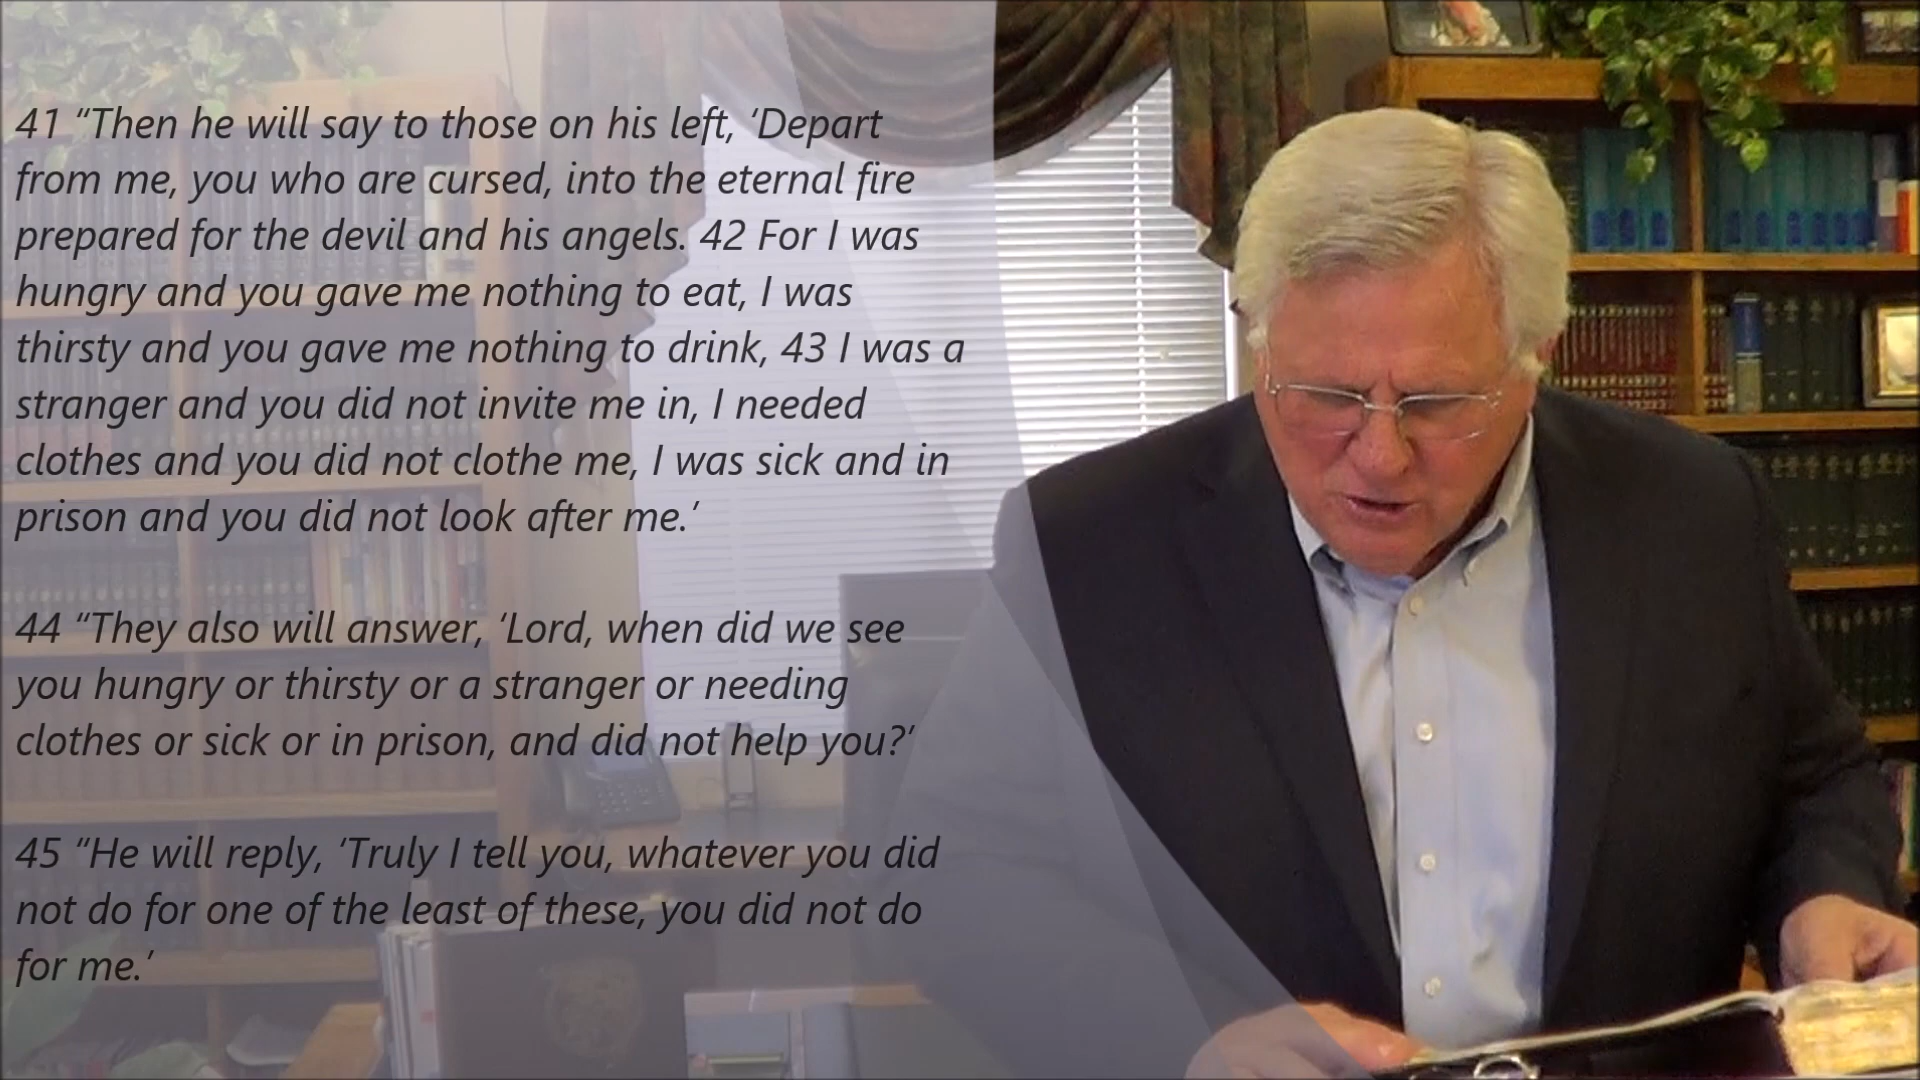 41 “Then he will say to those on his left, ‘Depart
from me, you who are cursed, into the eternal fire
prepared for the devil and his angels. 42 For I was
hungry and you gave me nothing to eat, I was
thirsty and you gave me nothing to drink, 43 I was a
stranger and you did not invite me in, I needed
clothes and you did not clothe me, I was sick and in
prison and you did not look after me.’
44 “They also will answer, ‘Lord, when did we see
you hungry or thirsty or a stranger or needing
clothes or sick or in prison, and did not help you?’
45 “He will reply, ‘Truly I tell you, whatever you did
not do for one of the least of these, you did not do
for me.’